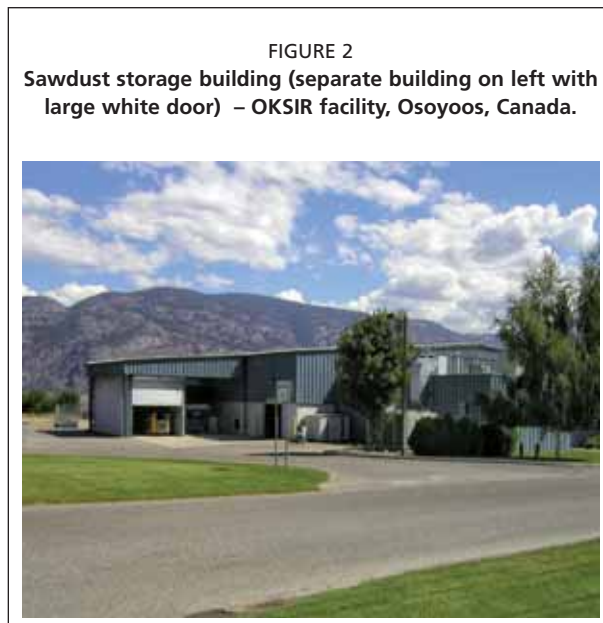 FIGURE 2
Sawdust storage building (separate building on left with
large white door)  – OKSIR facility, Osoyoos, Canada.